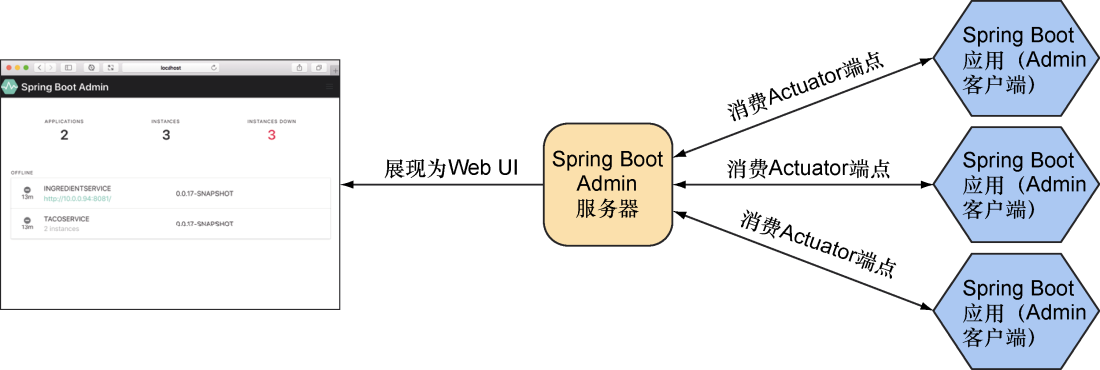 localhost
Spring Boot Admin
APPLICATIONS
2
INSTANCES
3
INSTANCES DOWN
3
OFFLINE
13m
INGREDIENTSERVICE
http://10.0.0.94:8081/
0.0.17-SNAPSHOT
13m
TACOSERVICE
2 instances
0.0.17-SNAPSHOT
展现为Web UI
Spring Boot
Admin
服务器
消费Actuator端点
消费Actuator端点
消费Actuator端点
Spring Boot
应用（Admin
客户端）
Spring Boot
应用（Admin
客户端）
Spring Boot
应用（Admin
客户端）